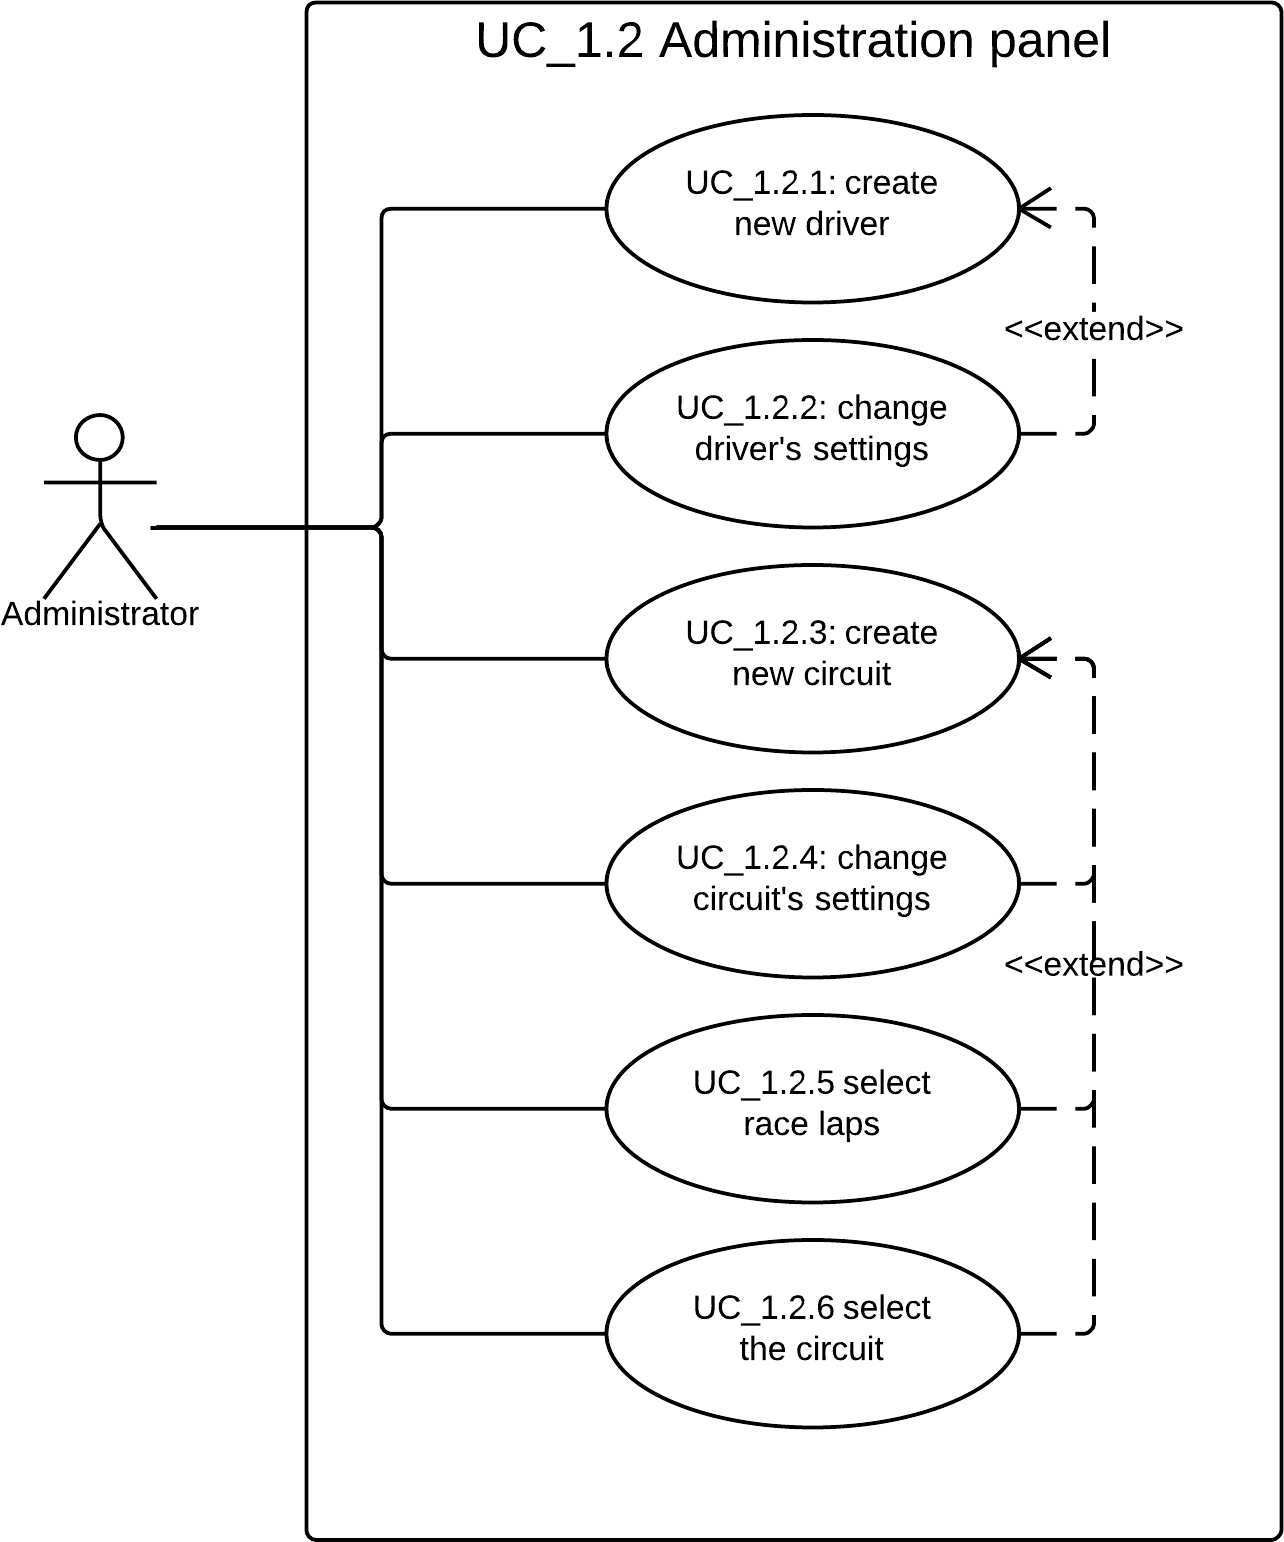 UC_1.2 Administration panel
UC_1.2.1: create
new driver
<<extend>>
UC_1.2.2: change
driver's settings
Administrator
UC_1.2.3: create
new circuit
UC_1.2.4: change
circuit's settings
<<extend>>
UC_1.2.5 select
race laps
UC_1.2.6 select
the circuit